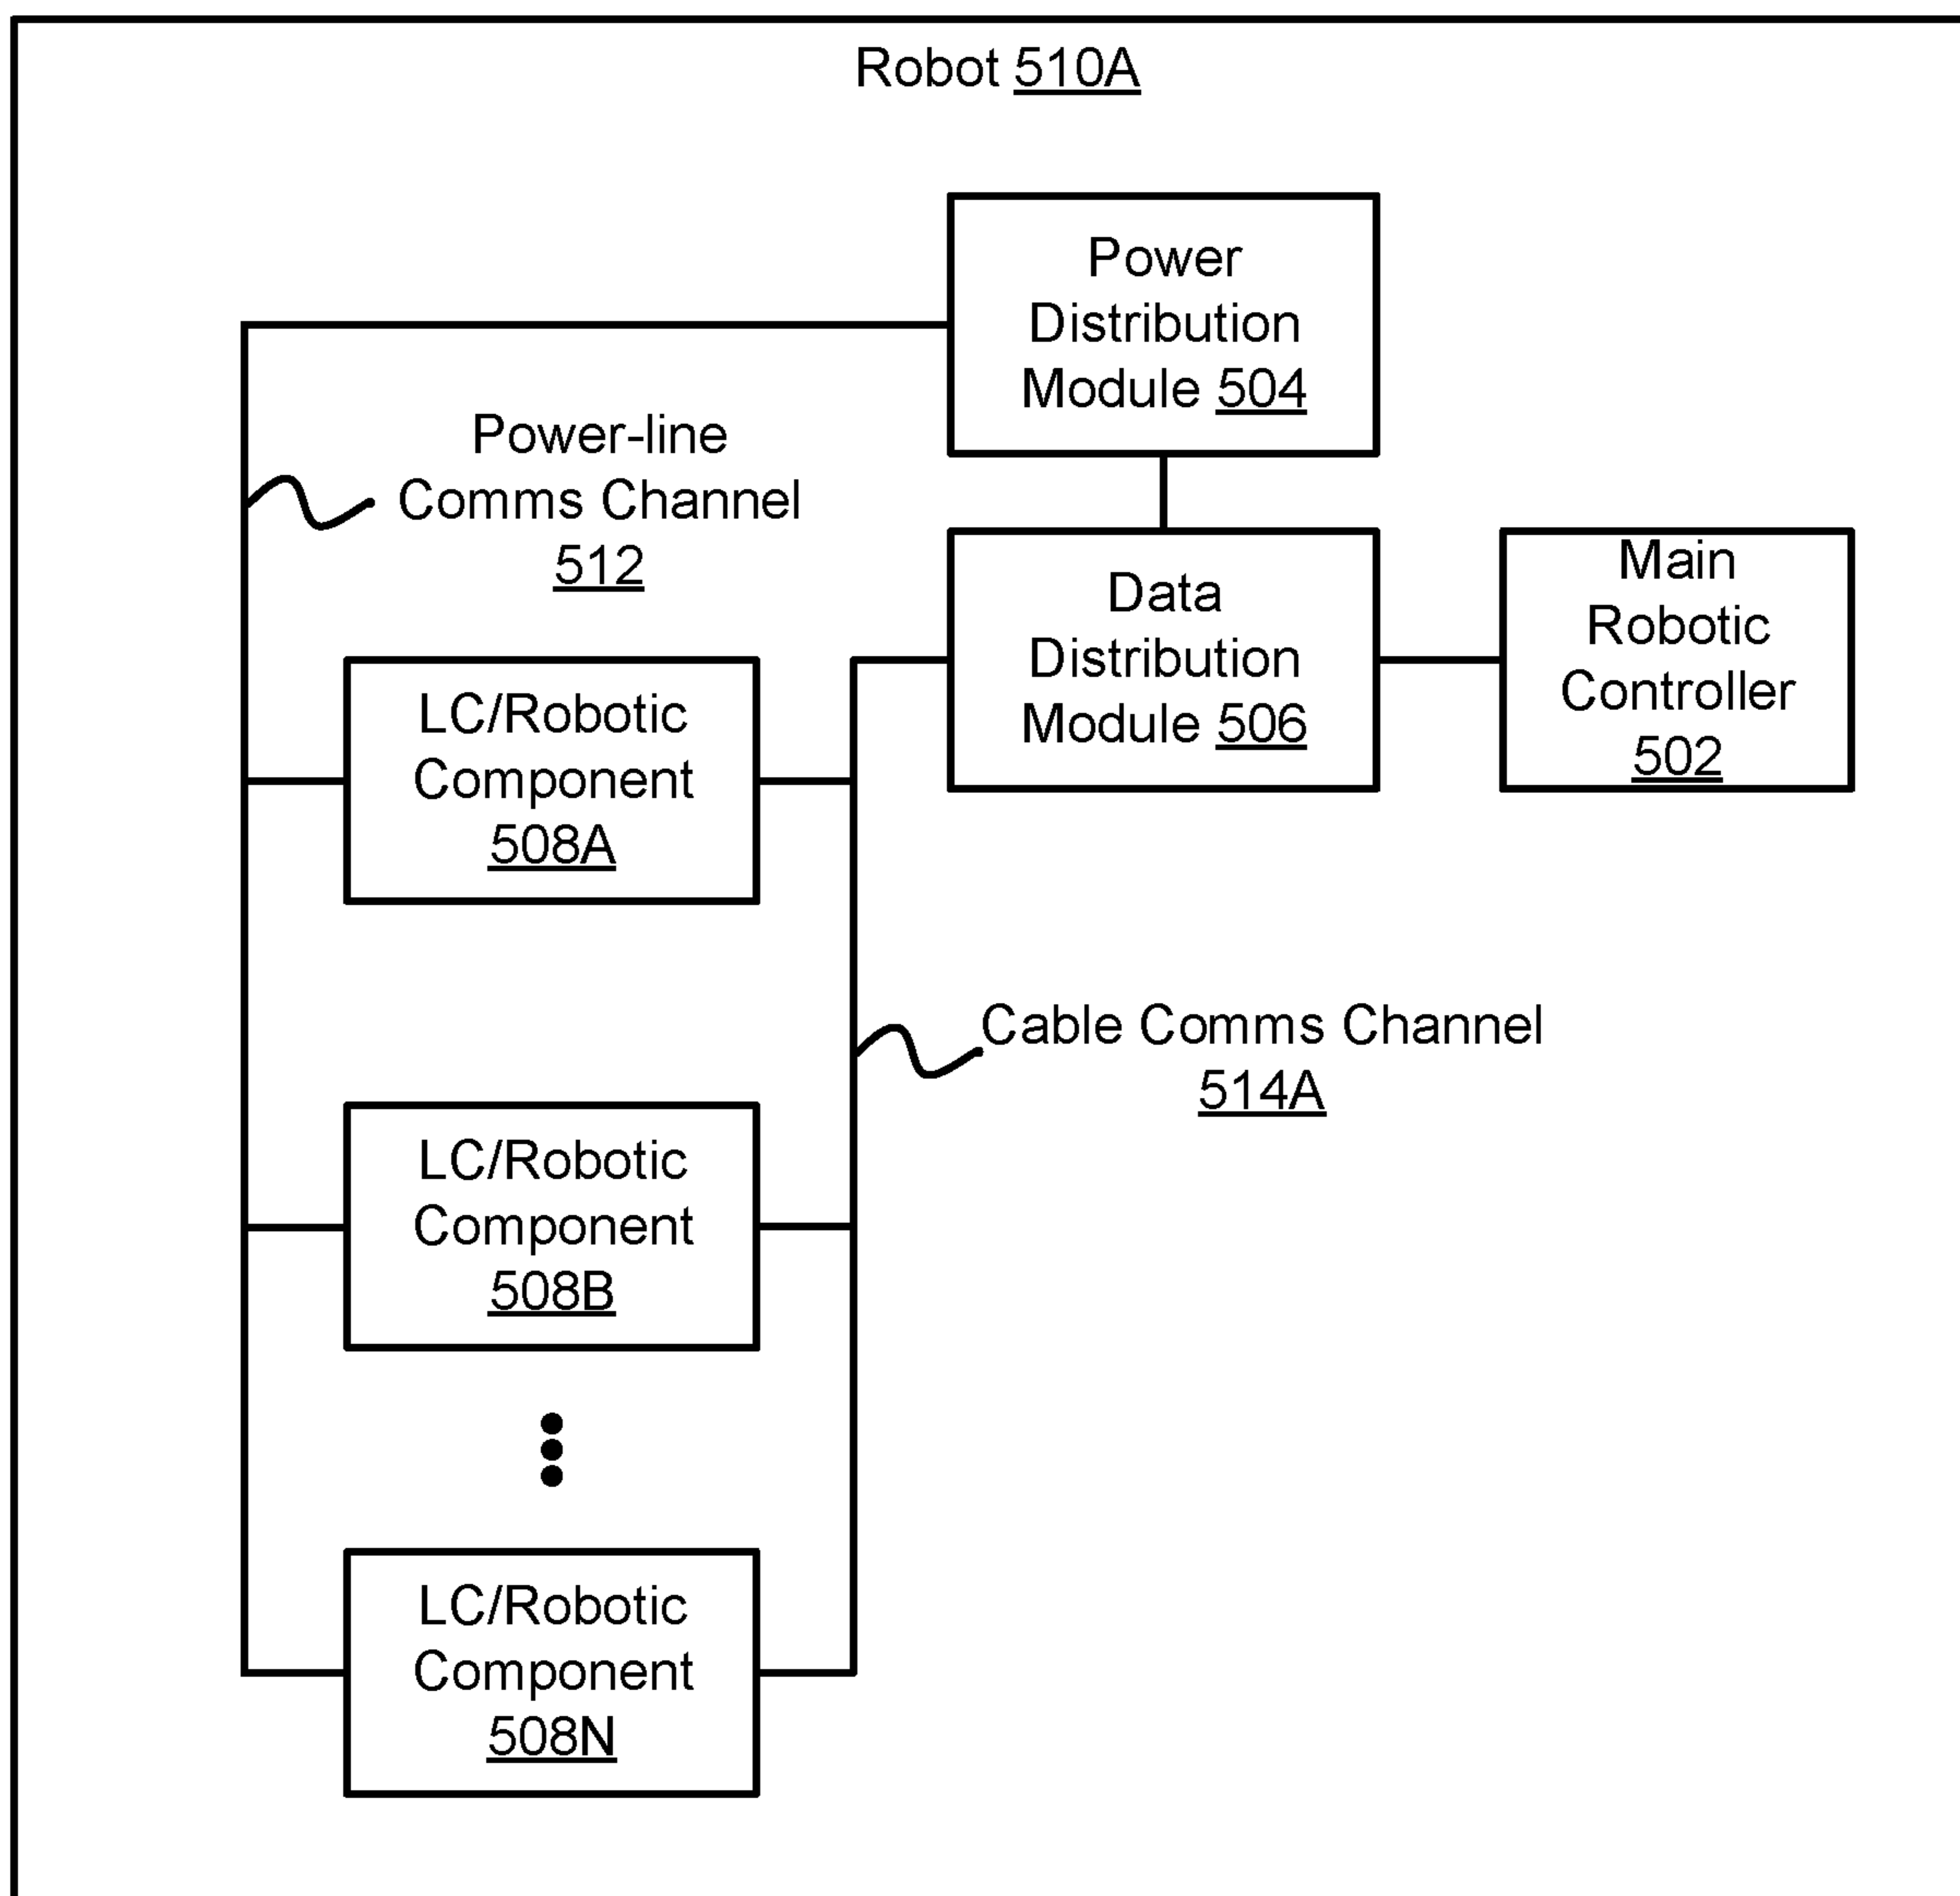 Robot 510A
Power
Distribution
Module 504
Power-line
Comms Channel
512
Data
Distribution
Module 506
Main
Robotic
Controller
502
LC/Robotic
Component
508A
Cable Comms Channel
514A
LC/Robotic
Component
508B
LC/Robotic
Component
508N